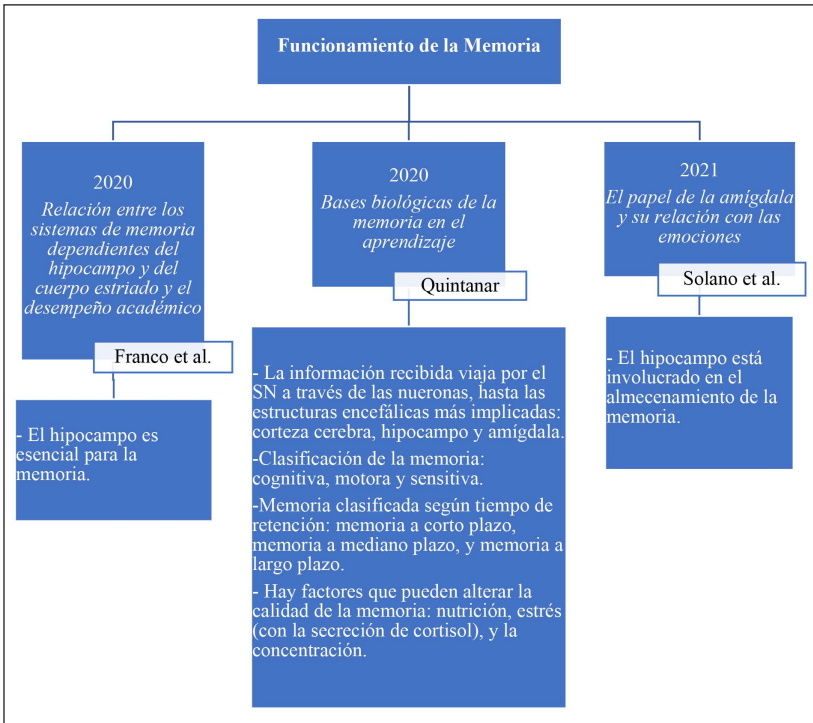 Funcionamiento de la Memoria
2020
Relación entre los
sistemas de memoria
dependientes del
hipocampo y del
cuerpo estriado y el
desempeño académico
Franco et al.
- El hipocampo es
esencial para la
memoria.
2020
Bases biológicas de la
memoria en el
aprendizaje
Quintanar
- La información recibida viaja por el
SN a través de las nueronas, hasta las
estructuras encefálicas más implicadas:
corteza cerebra, hipocampo y amígdala.
-Clasificación de la memoria:
cognitiva, motora y sensitiva.
-Memoria clasificada según tiempo de
retención: memoria a corto plazo,
memoria a mediano plazo, y memoria a
largo plazo.
- Hay factores que pueden alterar la
calidad de la memoria: nutrición, estrés
(con la secreción de cortisol), y la
concentración.
2021
El papel de la amígdala
y su relación con las
emociones
Solano et al.
- El hipocampo está
involucrado en el
almecenamiento de la
memoria.